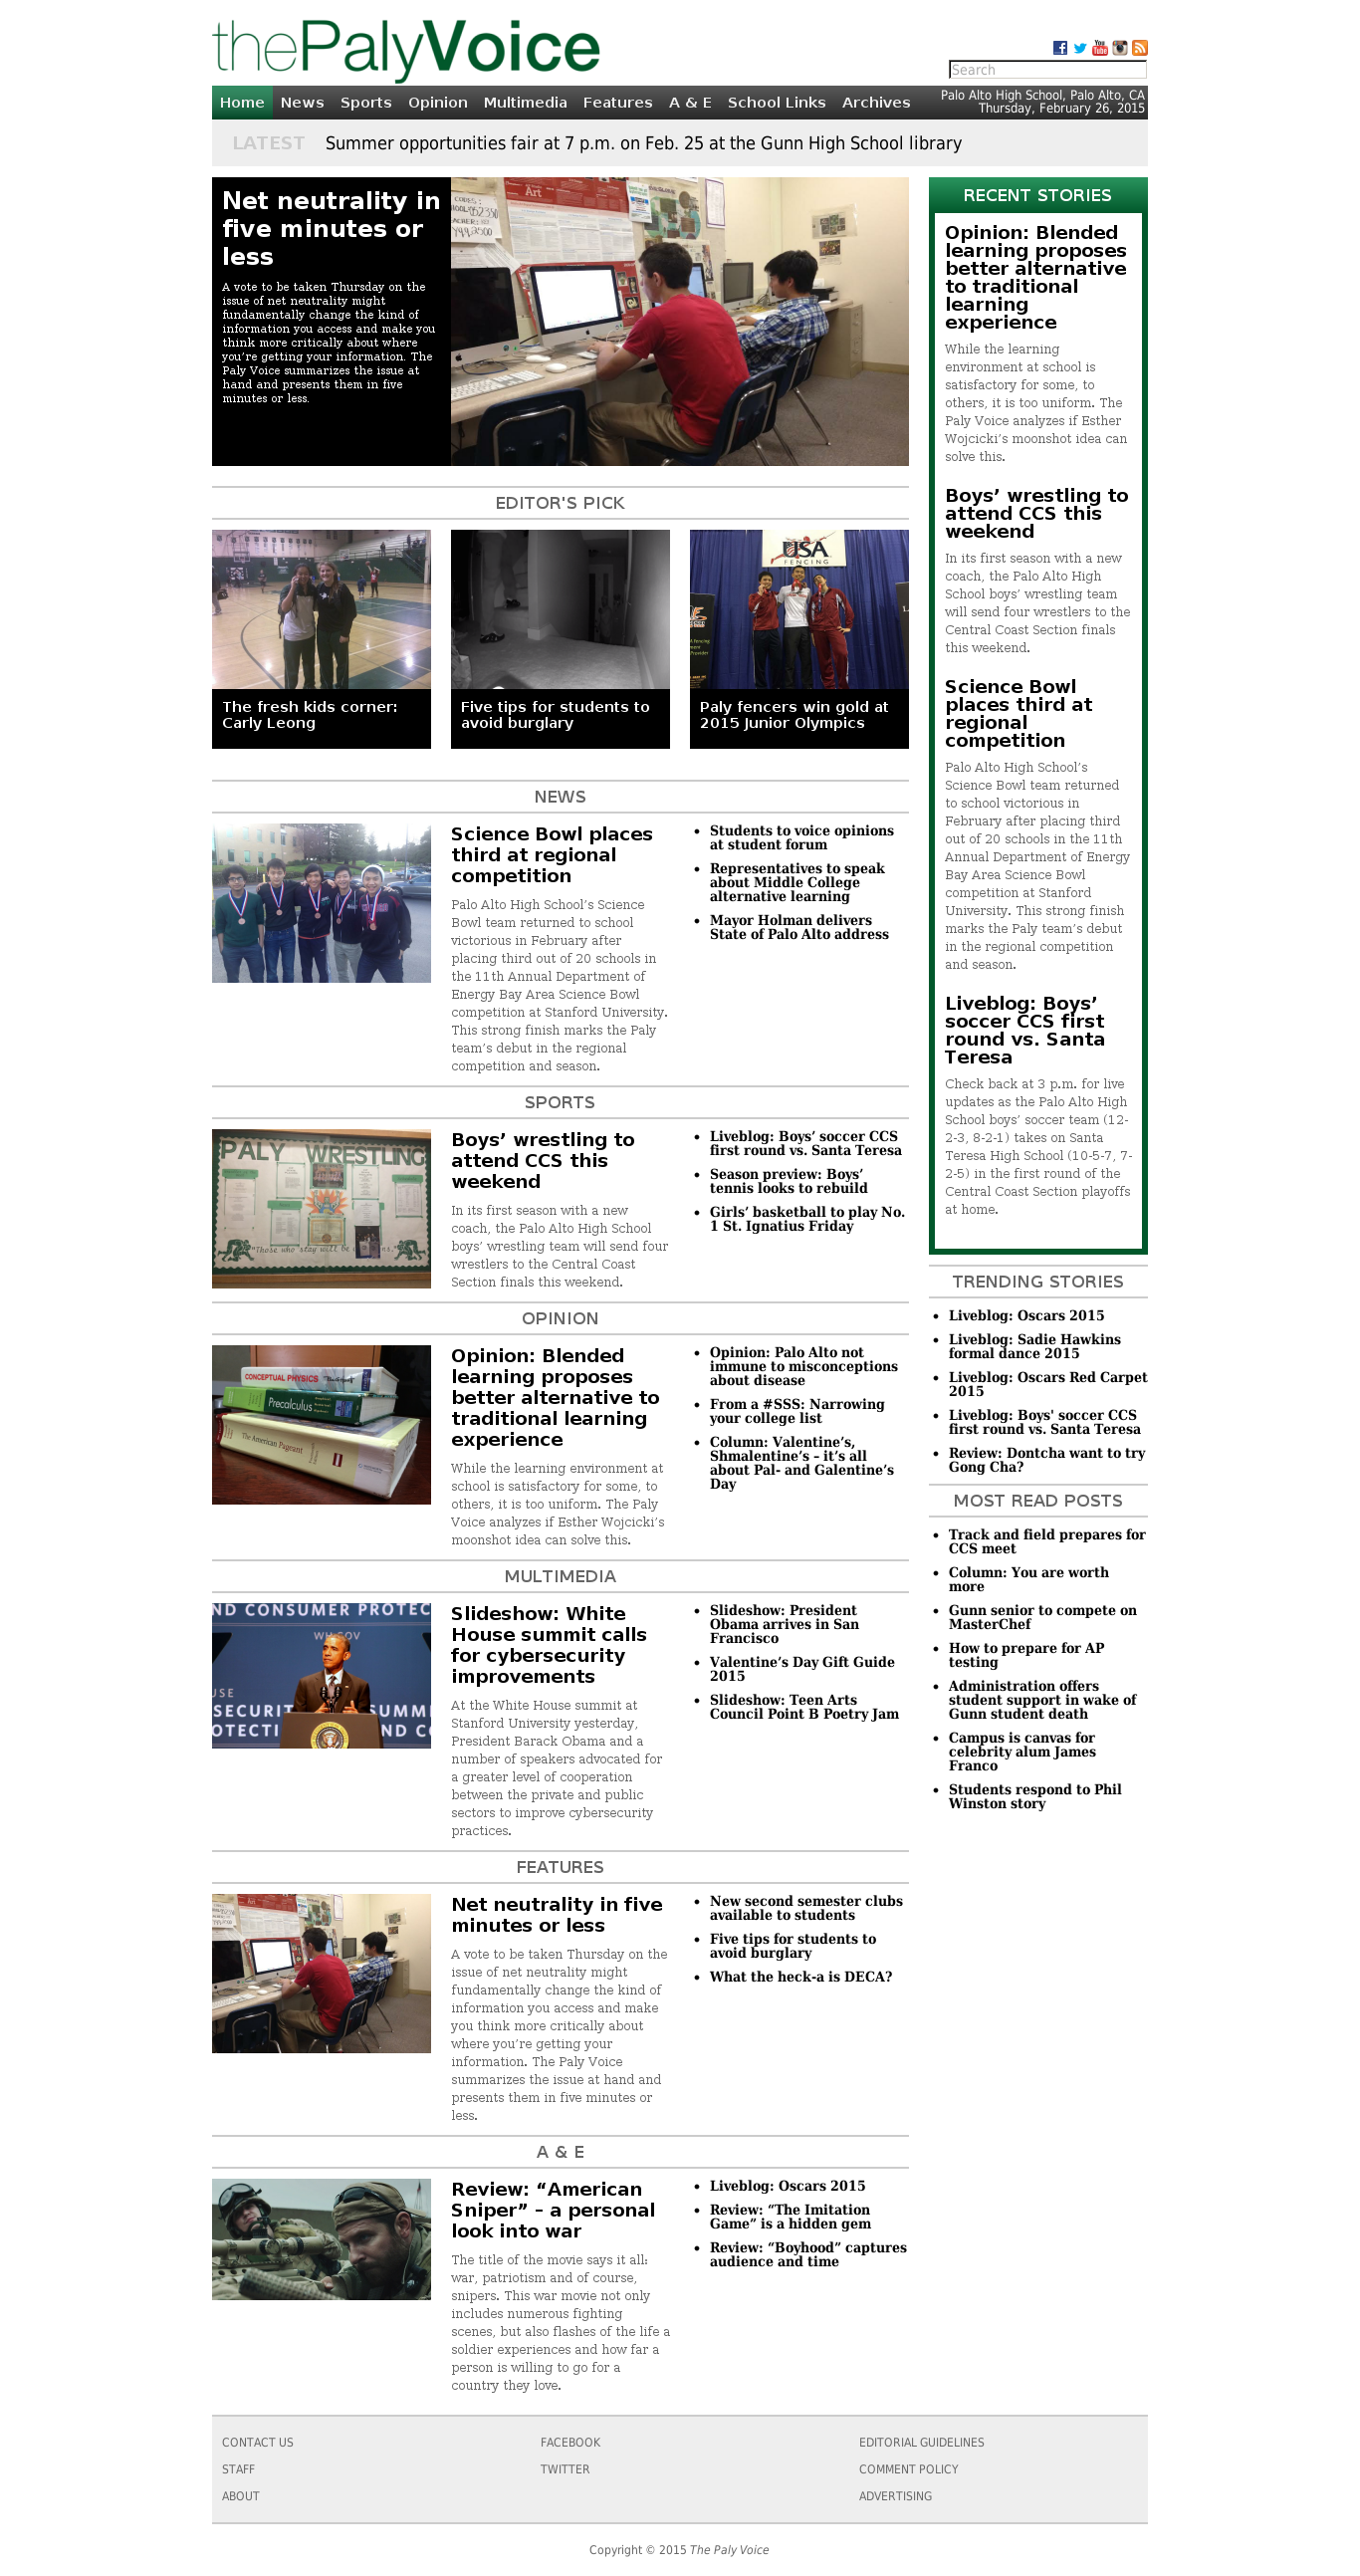 thePalyVoice
Search
Home News Sports Opinion Multimedia Features A & E School Links Archives
Palo Alto High School, Palo Alto, CA
Thursday, February 26, 2015
LATEST Summer opportunities fair at 7 p.m. on Feb. 25 at the Gunn High School library
Net neutrality in
five minutes or
less
A vote to be taken Thursday on the
issue of net neutrality might
fundamentally change the kind of
information you access and make you
think more critically about where
you’re getting your information. The
Paly Voice summarizes the issue at
hand and presents them in five
minutes or less.
EDITOR'S PICK
USA
FENCING
The fresh kids corner:
Carly Leong
Five tips for students to
avoid burglary
Paly fencers win gold at
2015 Junior Olympics
NEWS
Science Bowl places
third at regional
competition
Palo Alto High School’s Science
Bowl team returned to school
victorious in February after
placing third out of 20 schools in
the 11th Annual Department of
Energy Bay Area Science Bowl
competition at Stanford University.
This strong finish marks the Paly
team’s debut in the regional
competition and season.
Students to voice opinions
at student forum
Representatives to speak
about Middle College
alternative learning
Mayor Holman delivers
State of Palo Alto address
SPORTS
PALY WRESTLING
"Those who stay will be
Boys’ wrestling to
attend CCS this
weekend
In its first season with a new
coach, the Palo Alto High School
boys’ wrestling team will send four
wrestlers to the Central Coast
Section finals this weekend.
Liveblog: Boys’ soccer CCS
first round vs. Santa Teresa
Season preview: Boys’
tennis looks to rebuild
Girls’ basketball to play No.
1 St. Ignatius Friday
OPINION
CONCEPTUAL PHYSICS
Precalculus
The American Pageant
Opinion: Blended
learning proposes
better alternative to
traditional learning
experience
While the learning environment at
school is satisfactory for some, to
others, it is too uniform. The Paly
Voice analyzes if Esther Wojcicki’s
moonshot idea can solve this.
Opinion: Palo Alto not
immune to misconceptions
about disease
From a #SSS: Narrowing
your college list
Column: Valentine’s,
Shmalentine’s – it’s all
about Pal- and Galentine’s
Day
MULTIMEDIA
ND CONSUMER PROTEC
WH.GOV
Slideshow: White
House summit calls
for cybersecurity
improvements
At the White House summit at
Stanford University yesterday,
President Barack Obama and a
number of speakers advocated for
a greater level of cooperation
between the private and public
sectors to improve cybersecurity
practices.
Slideshow: President
Obama arrives in San
Francisco
Valentine’s Day Gift Guide
2015
Slideshow: Teen Arts
Council Point B Poetry Jam
FEATURES
Net neutrality in five
minutes or less
A vote to be taken Thursday on the
issue of net neutrality might
fundamentally change the kind of
information you access and make
you think more critically about
where you’re getting your
information. The Paly Voice
summarizes the issue at hand and
presents them in five minutes or
less.
New second semester clubs
available to students
Five tips for students to
avoid burglary
What the heck-a is DECA?
A & E
Review: “American
Sniper” – a personal
look into war
The title of the movie says it all:
war, patriotism and of course,
snipers. This war movie not only
includes numerous fighting
scenes, but also flashes of the life a
soldier experiences and how far a
person is willing to go for a
country they love.
Liveblog: Oscars 2015
Review: “The Imitation
Game” is a hidden gem
Review: “Boyhood” captures
audience and time
RECENT STORIES
Opinion: Blended
learning proposes
better alternative
to traditional
learning
experience
While the learning
environment at school is
satisfactory for some, to
others, it is too uniform. The
Paly Voice analyzes if Esther
Wojcicki’s moonshot idea can
solve this.
Boys’ wrestling to
attend CCS this
weekend
In its first season with a new
coach, the Palo Alto High
School boys’ wrestling team
will send four wrestlers to the
Central Coast Section finals
this weekend.
Science Bowl
places third at
regional
competition
Palo Alto High School’s
Science Bowl team returned
to school victorious in
February after placing third
out of 20 schools in the 11th
Annual Department of Energy
Bay Area Science Bowl
competition at Stanford
University. This strong finish
marks the Paly team’s debut
in the regional competition
and season.
Liveblog: Boys’
soccer CCS first
round vs. Santa
Teresa
Check back at 3 p.m. for live
updates as the Palo Alto High
School boys’ soccer team (12-
2-3, 8-2-1) takes on Santa
Teresa High School (10-5-7, 7-
2-5) in the first round of the
Central Coast Section playoffs
at home.
TRENDING STORIES
Liveblog: Oscars 2015
Liveblog: Sadie Hawkins
formal dance 2015
Liveblog: Oscars Red Carpet
2015
Liveblog: Boys' soccer CCS
first round vs. Santa Teresa
Review: Dontcha want to try
Gong Cha?
MOST READ POSTS
Track and field prepares for
CCS meet
Column: You are worth
more
Gunn senior to compete on
MasterChef
How to prepare for AP
testing
Administration offers
student support in wake of
Gunn student death
Campus is canvas for
celebrity alum James
Franco
Students respond to Phil
Winston story
CONTACT US
STAFF
ABOUT
FACEBOOK
TWITTER
EDITORIAL GUIDELINES
COMMENT POLICY
ADVERTISING
Copyright © 2015 The Paly Voice